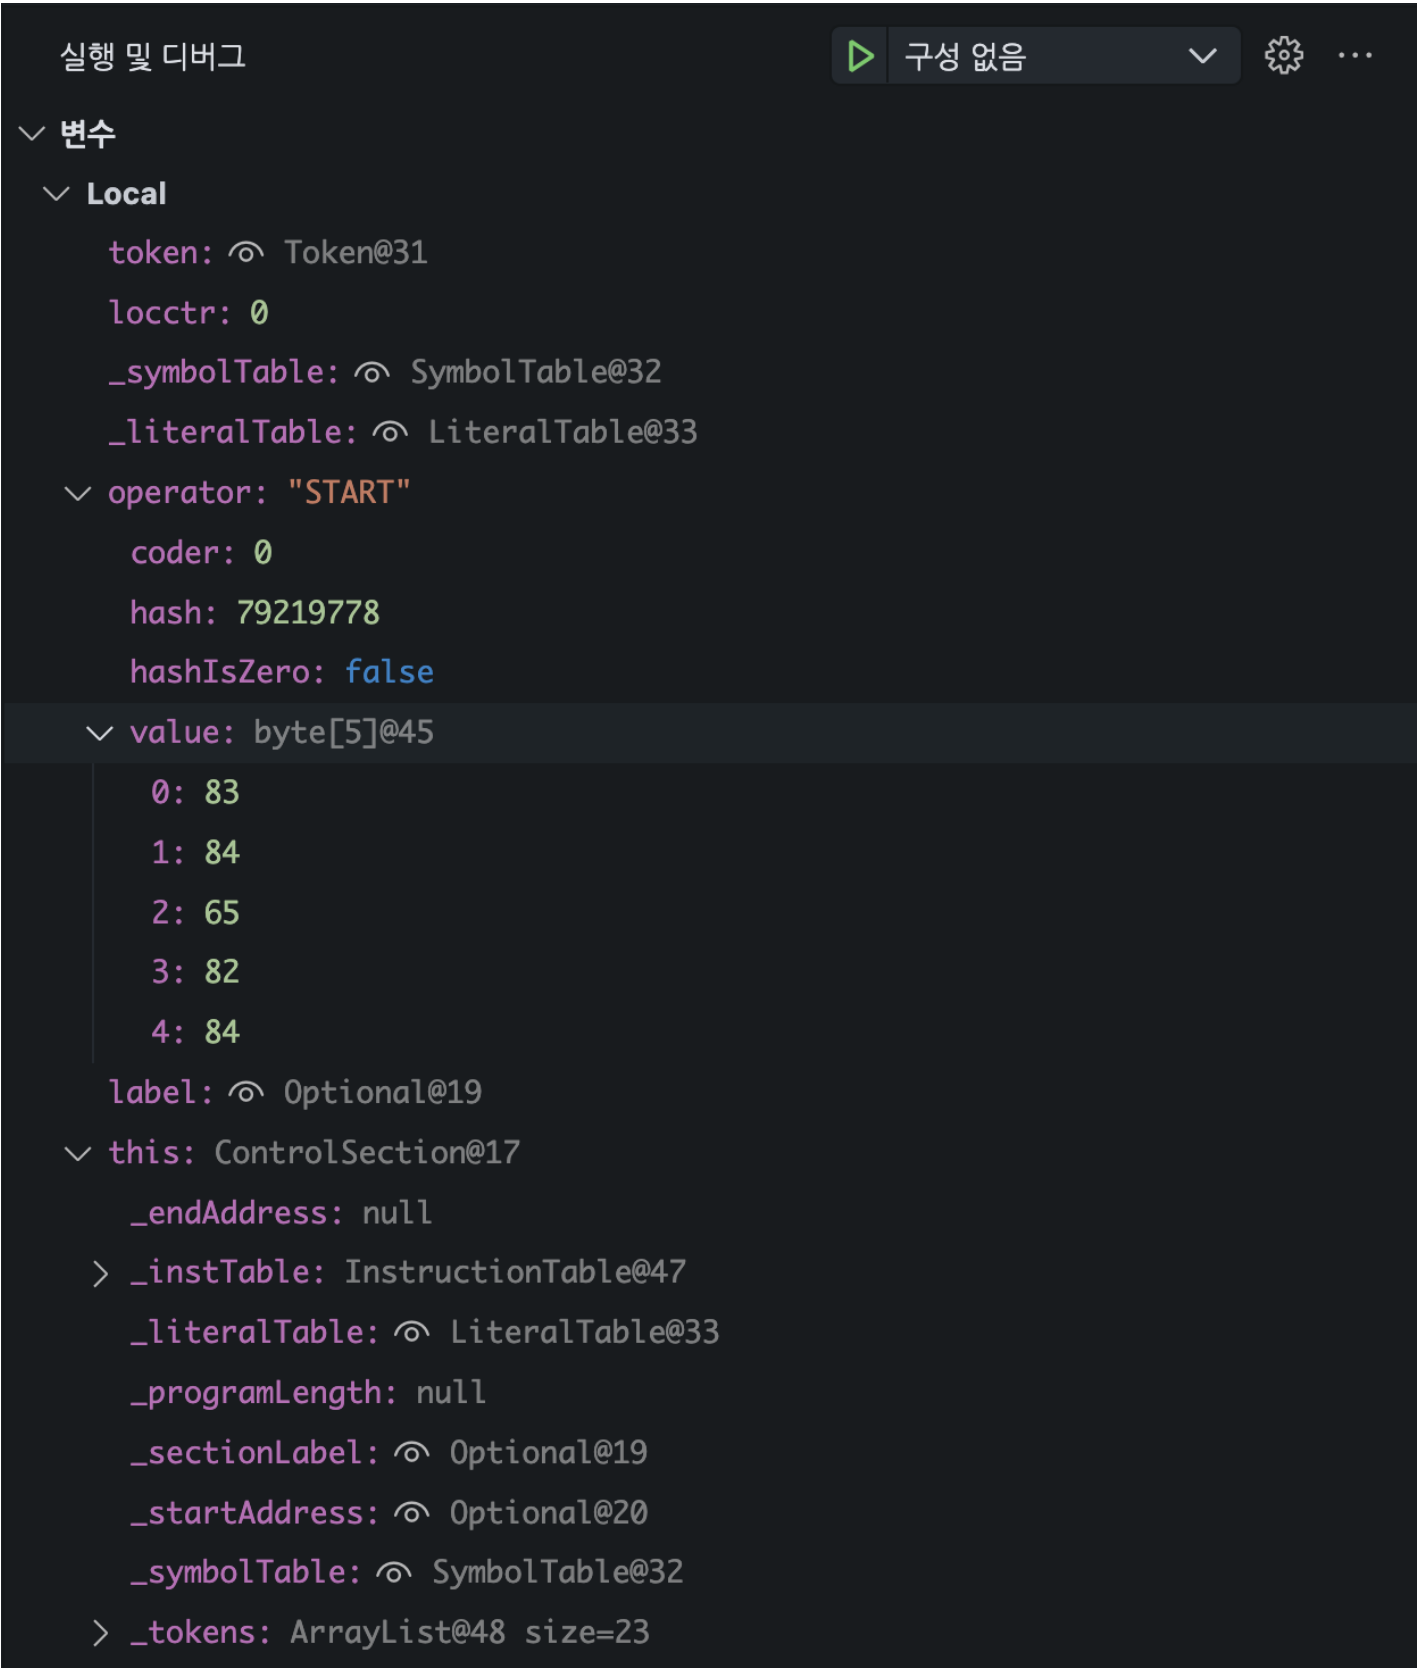 실행 및 디버그 구성 없음
변수
Local
token: Token@31
locctr: 0
_symbolTable: SymbolTable@32
_literalTable: LiteralTable@33
operator: "START"
coder: 0
hash: 79219778
hashIsZero: false
value: byte[5]@45
0: 83
1: 84
2: 65
3: 82
4: 84
label: Optional@19
this: ControlSection@17
_endAddress: null
_instTable: InstructionTable@47
_literalTable: LiteralTable@33
_programLength: null
_sectionLabel: Optional@19
_startAddress: Optional@20
_symbolTable: SymbolTable@32
_tokens: ArrayList@48 size=23